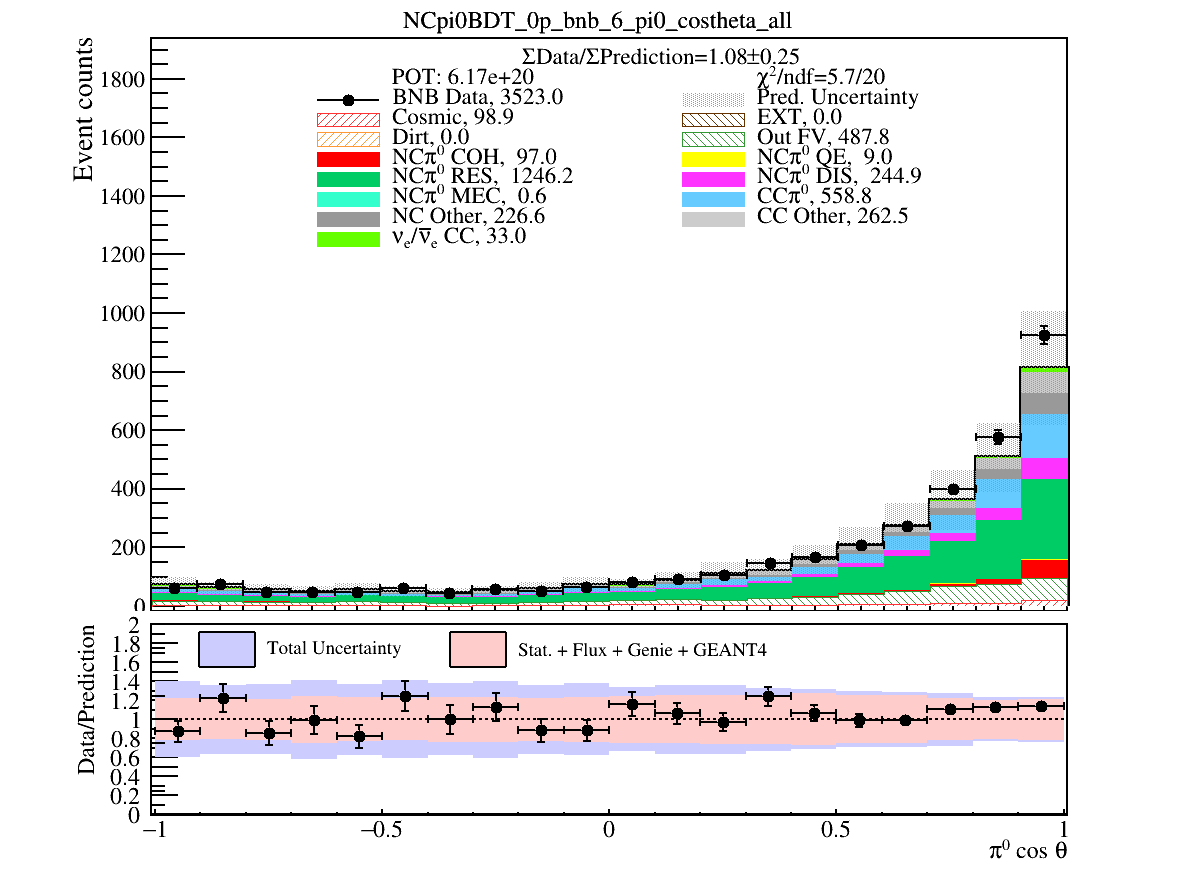 NCpi0BDT_0p_bnb_6_pi0_costheta_all
ΣData/ΣPrediction=1.08±0.25
POT: 6.17e+20
χ²/ndf=5.7/20
BNB Data, 3523.0
Pred. Uncertainty
Cosmic, 98.9
EXT, 0.0
Dirt, 0.0
Out FV, 487.8
NCπ⁰ COH, 97.0
NCπ⁰ QE, 9.0
NCπ⁰ RES, 1246.2
NCπ⁰ DIS, 244.9
NCπ⁰ MEC, 0.6
CCπ⁰, 558.8
NC Other, 226.6
CC Other, 262.5
νₑ/ν̅ₑ CC, 33.0
Event counts
1800
1600
1400
1200
1000
800
600
400
200
0
Total Uncertainty
Stat. + Flux + Genie + GEANT4
Data/Prediction
2
1.8
1.6
1.4
1.2
1
0.8
0.6
0.4
0.2
0
−1 −0.5 0 0.5 1
π⁰ cos θ